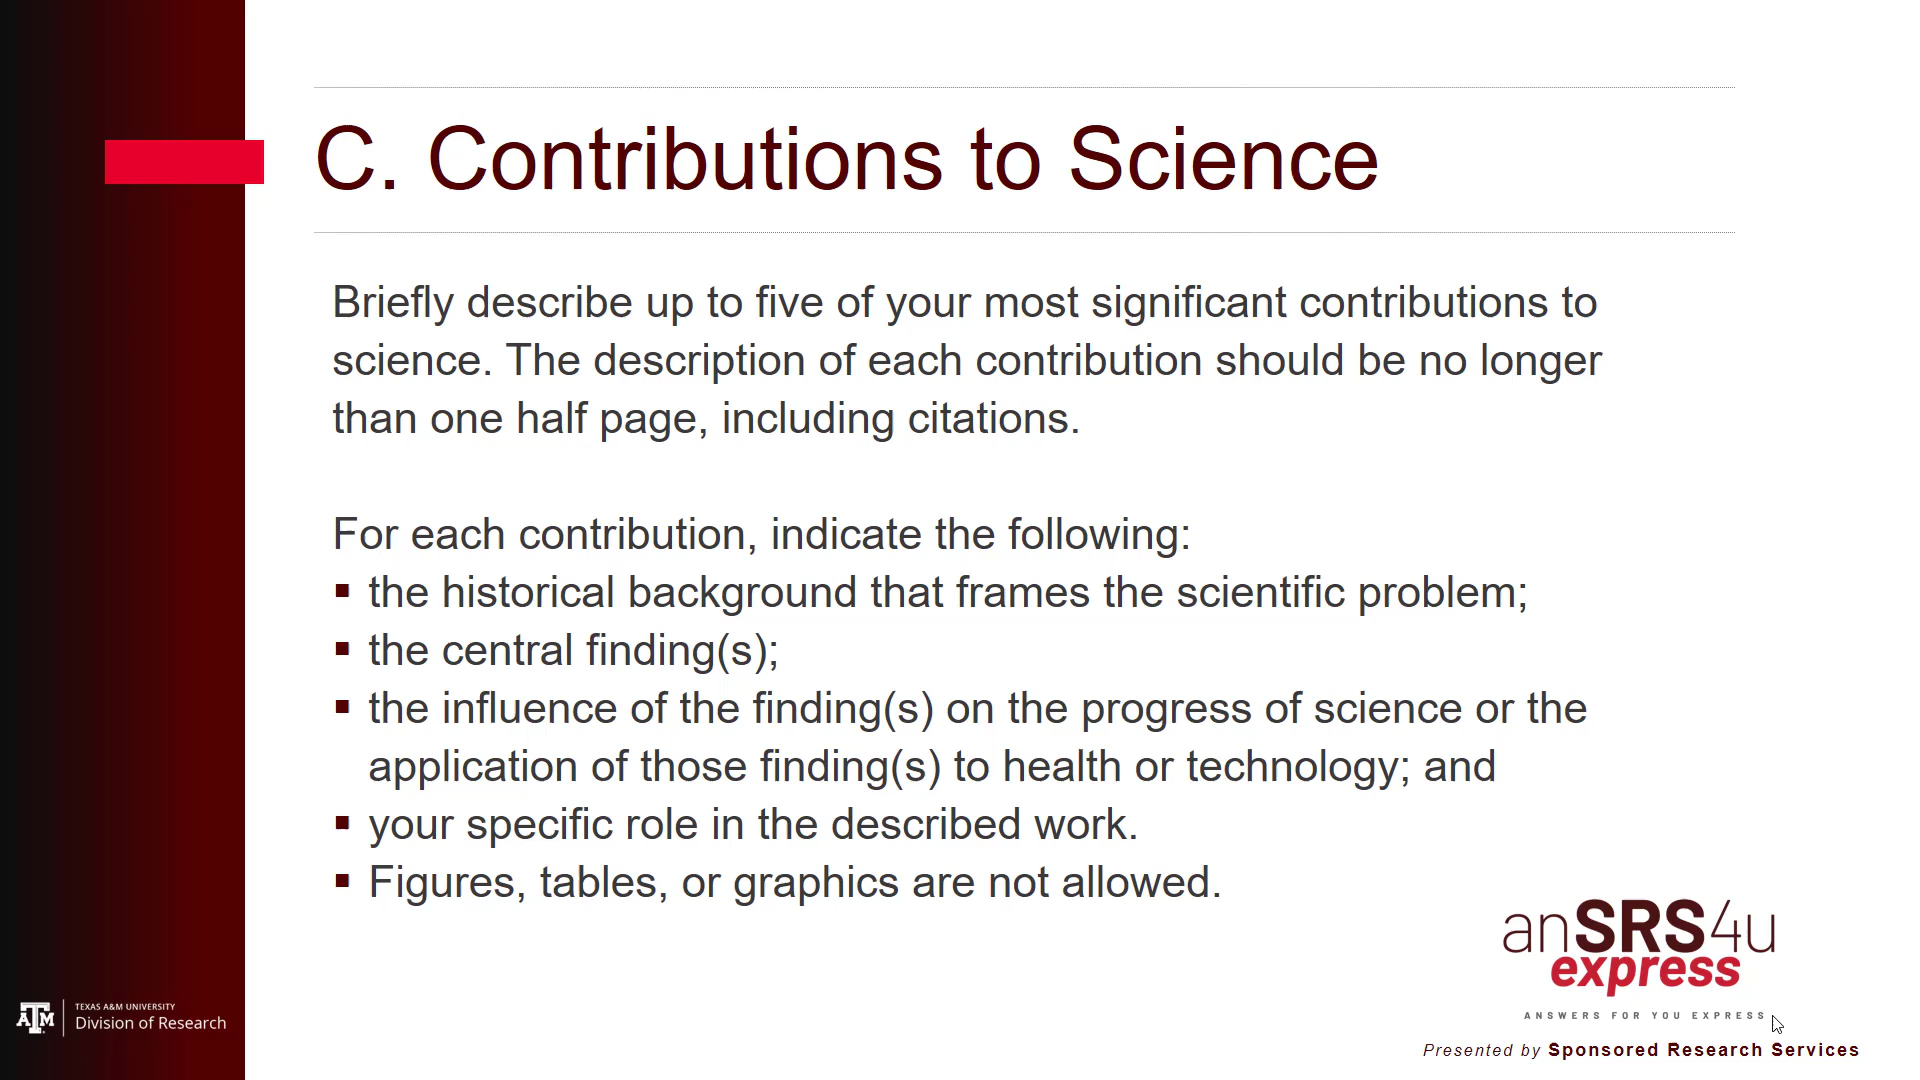 C. Contributions to Science
Briefly describe up to five of your most significant contributions to
science. The description of each contribution should be no longer
than one half page, including citations.
For each contribution, indicate the following:
▪ the historical background that frames the scientific problem;
▪ the central finding(s);
▪ the influence of the finding(s) on the progress of science or the
application of those finding(s) to health or technology; and
▪ your specific role in the described work.
▪ Figures, tables, or graphics are not allowed.
anSRS4u
express
ANSWERS FOR YOU EXPRESS
Presented by Sponsored Research Services
ATM
TEXAS A&M UNIVERSITY
Division of Research